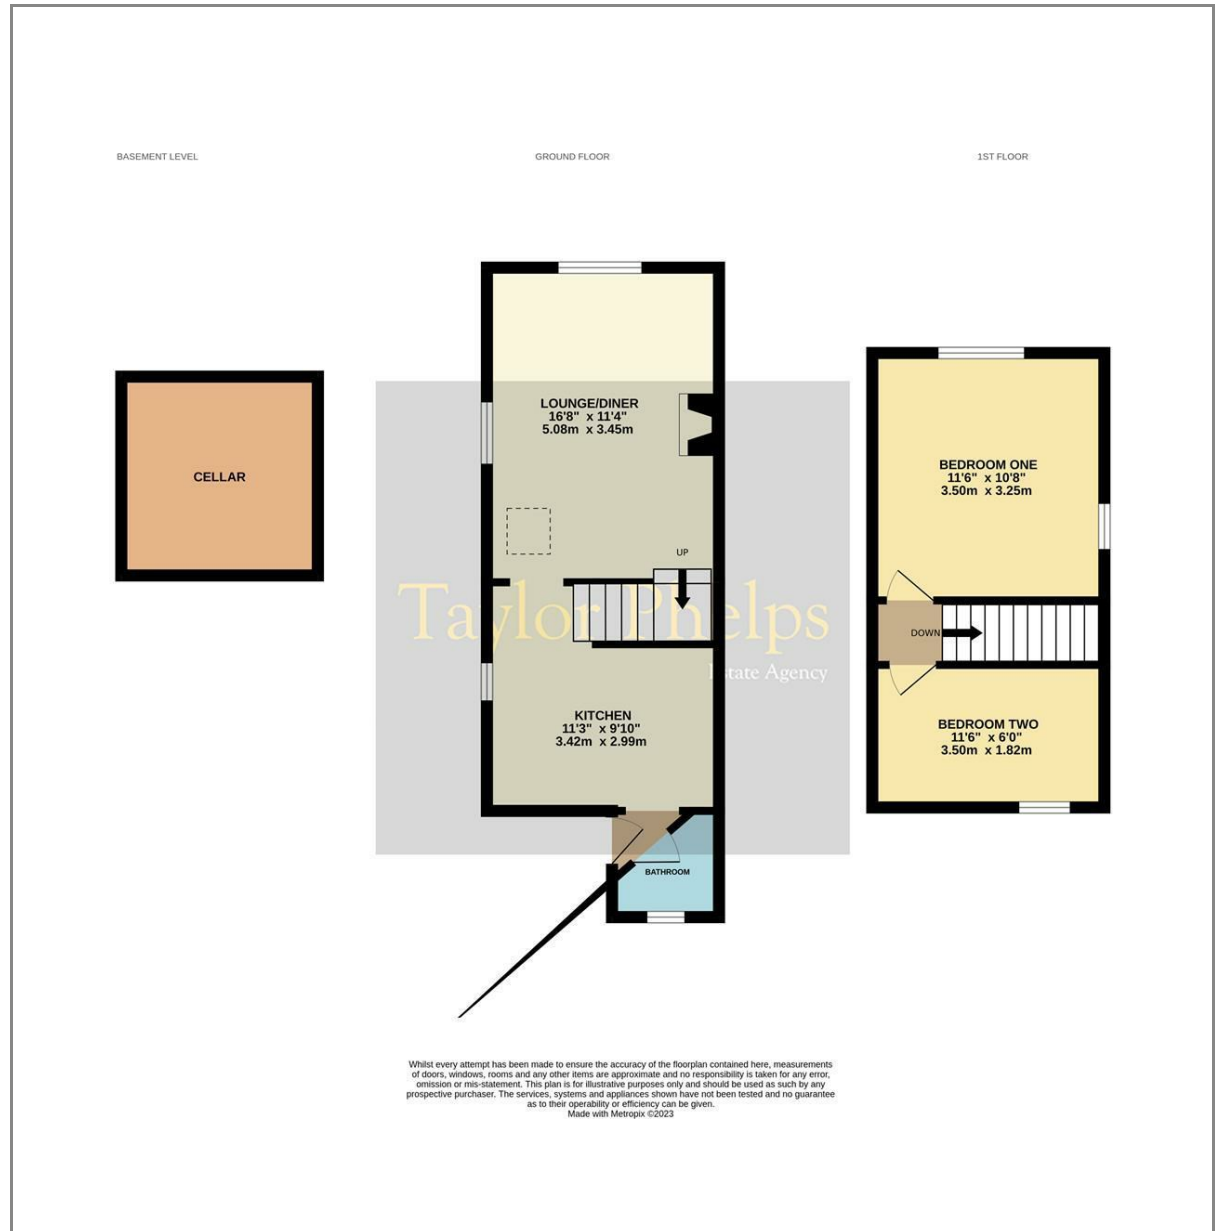 BASEMENT LEVEL
GROUND FLOOR
1ST FLOOR
CELLAR
LOUNGE/DINER
16'8" x 11'4"
5.08m x 3.45m
UP
KITCHEN
11'3" x 9'10"
3.42m x 2.99m
BATHROOM
BEDROOM ONE
11'6" x 10'8"
3.50m x 3.25m
DOWN
BEDROOM TWO
11'6" x 6'0"
3.50m x 1.82m
Taylor Phelps
Estate Agency
Whilst every attempt has been made to ensure the accuracy of the floorplan contained here, measurements
of doors, windows, rooms and any other items are approximate and no responsibility is taken for any error,
omission or mis-statement. This plan is for illustrative purposes only and should be used as such by any
prospective purchaser. The services, systems and appliances shown have not been tested and no guarantee
as to their operability or efficiency can be given.
Made with Metropix ©2023